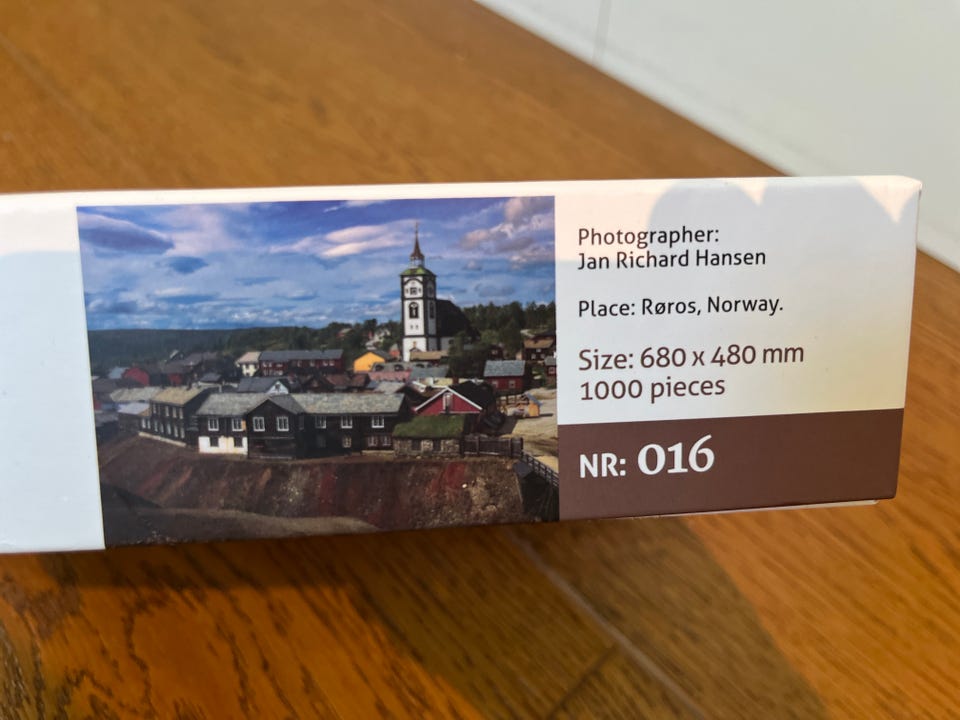 Photographer:
Jan Richard Hansen
Place: Røros, Norway.
Size: 680 x 480 mm
1000 pieces
NR: 016